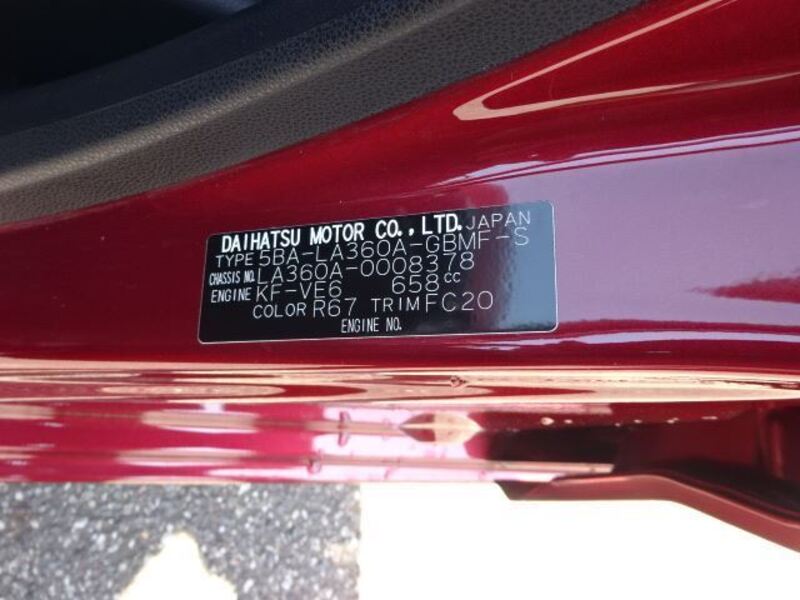 DAIHATSU MOTOR CO.,LTD. JAPAN
TYPE 5BA-LA360A-GBMF-S
CHASSIS NO. LA360A-0008378
ENGINE KF-VE6 658cc
COLOR R67 TRIM FC20
ENGINE NO.